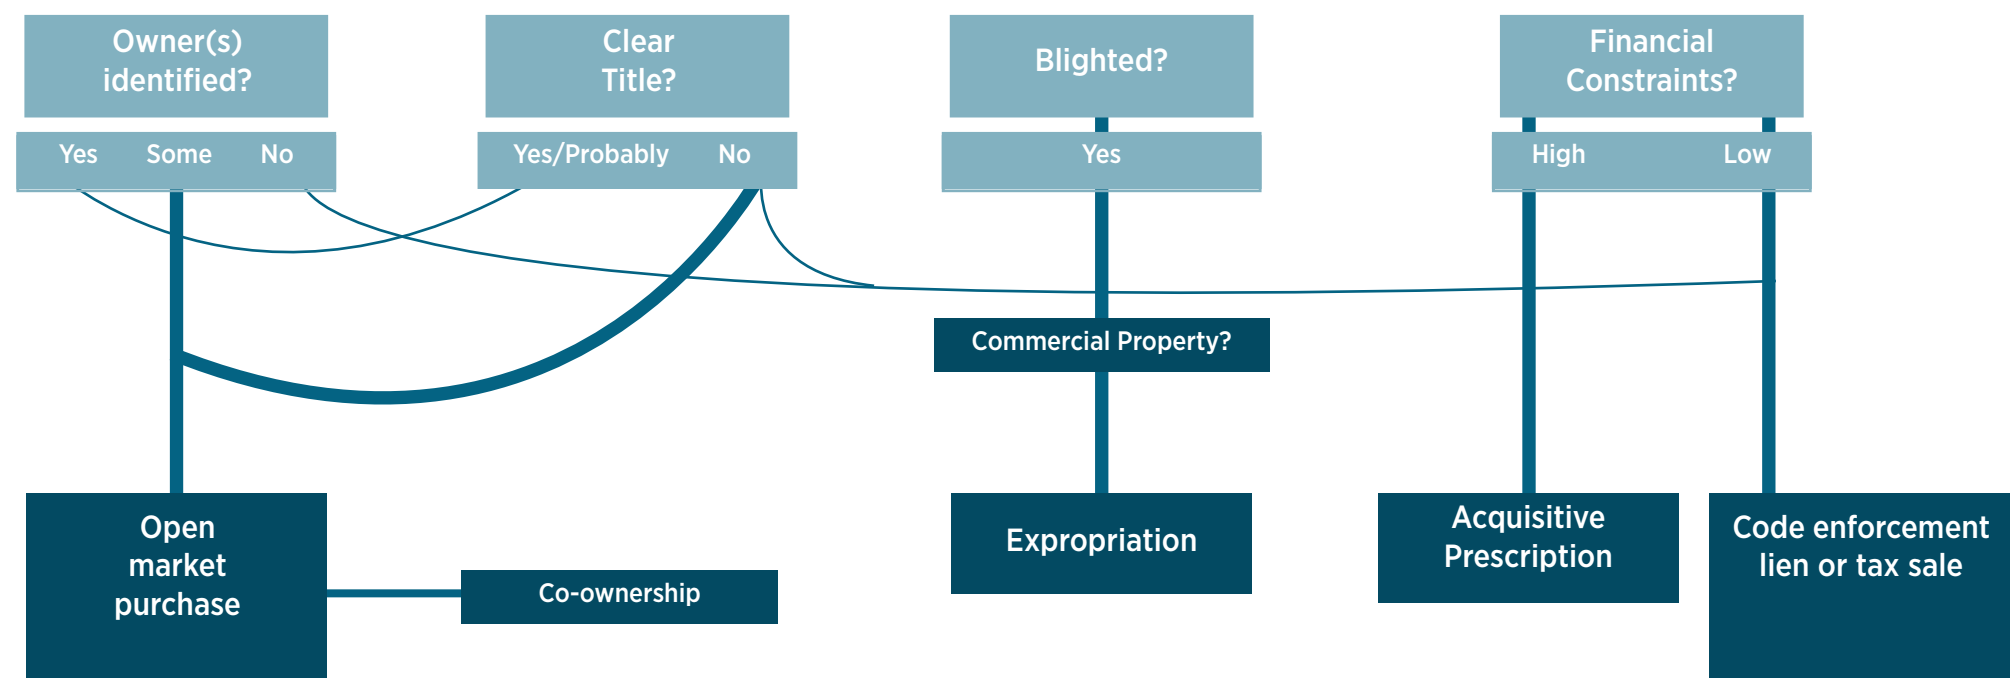 Owner(s)
identified?
Clear
Title?
Blighted?
Financial
Constraints?
Yes Some No
Yes/Probably No
Yes
High Low
Commercial Property?
Open
market
purchase
Co-ownership
Expropriation
Acquisitive
Prescription
Code enforcement
lien or tax sale